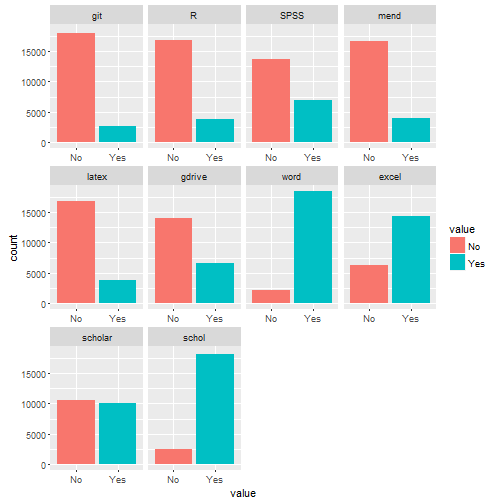 git R SPSS mend
15000
10000
5000
0
No Yes No Yes No Yes No Yes
latex gdrive word excel
15000
10000
5000
0
No Yes No Yes No Yes No Yes
scholar schol
15000
10000
5000
0
No Yes No Yes
count
value
value
No
Yes